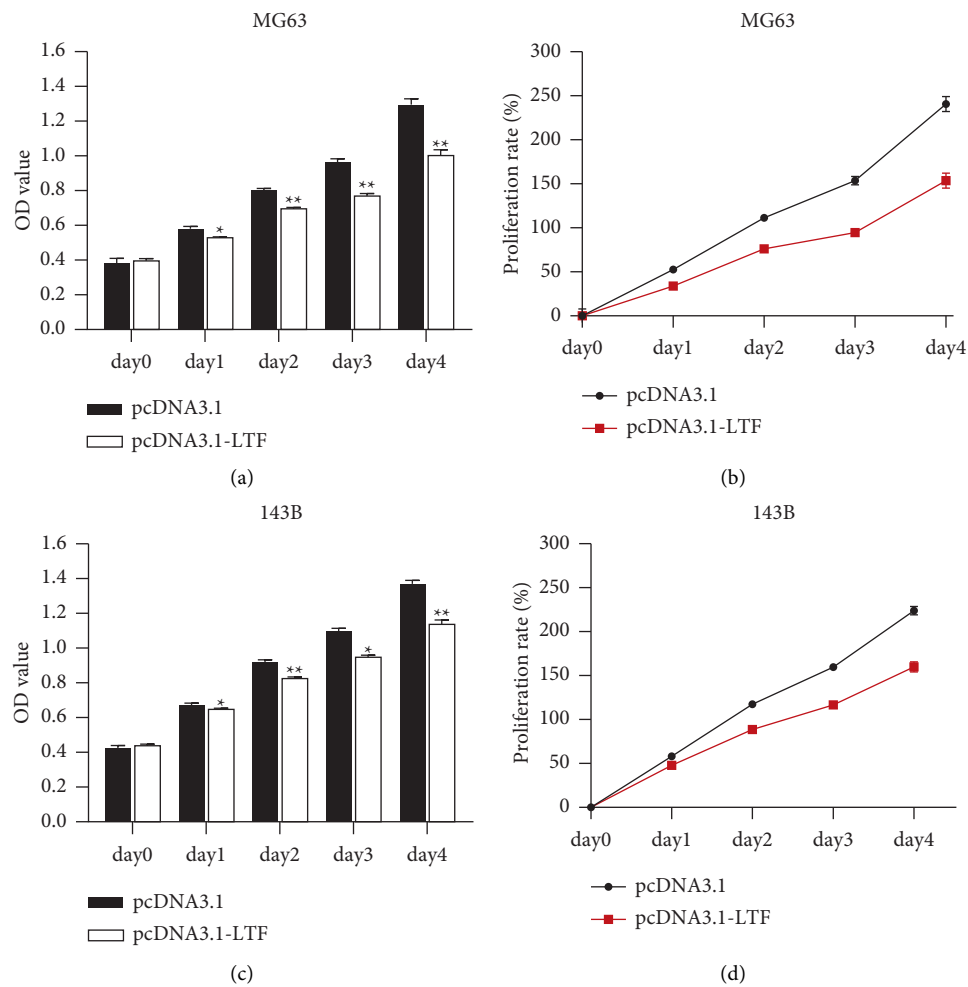 MG63
OD value
1.6
1.4
1.2
1.0
0.8
0.6
0.4
0.2
0.0
*
**
**
**
day0 day1 day2 day3 day4
pcDNA3.1
pcDNA3.1-LTF
(a)
MG63
Proliferation rate (%)
300
250
200
150
100
50
0
day0 day1 day2 day3 day4
pcDNA3.1
pcDNA3.1-LTF
(b)
143B
OD value
1.6
1.4
1.2
1.0
0.8
0.6
0.4
0.2
0.0
*
**
*
**
day0 day1 day2 day3 day4
pcDNA3.1
pcDNA3.1-LTF
(c)
143B
Proliferation rate (%)
300
250
200
150
100
50
0
day0 day1 day2 day3 day4
pcDNA3.1
pcDNA3.1-LTF
(d)